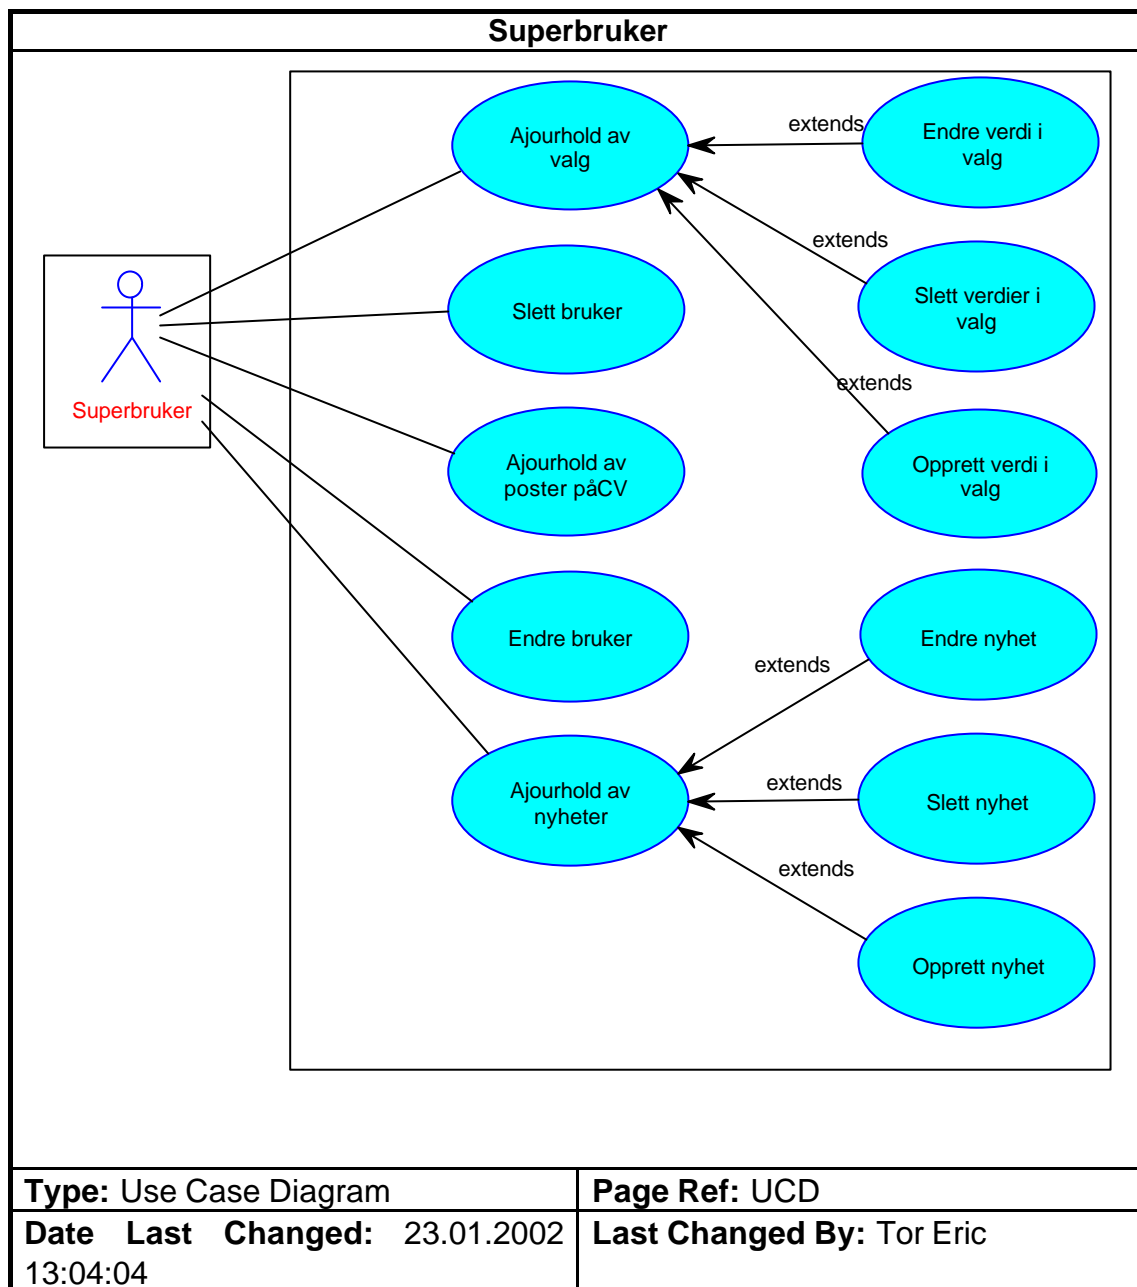 Superbruker
Ajourhold av
valg
extends
Endre verdi i
valg
extends
Slett verdier i
valg
Slett bruker
Superbruker
extends
Ajourhold av
poster påCV
Opprett verdi i
valg
Endre bruker
extends
Endre nyhet
Ajourhold av
nyheter
extends
Slett nyhet
extends
Opprett nyhet
Type: Use Case Diagram
Page Ref: UCD
Date Last Changed: 23.01.2002
13:04:04
Last Changed By: Tor Eric